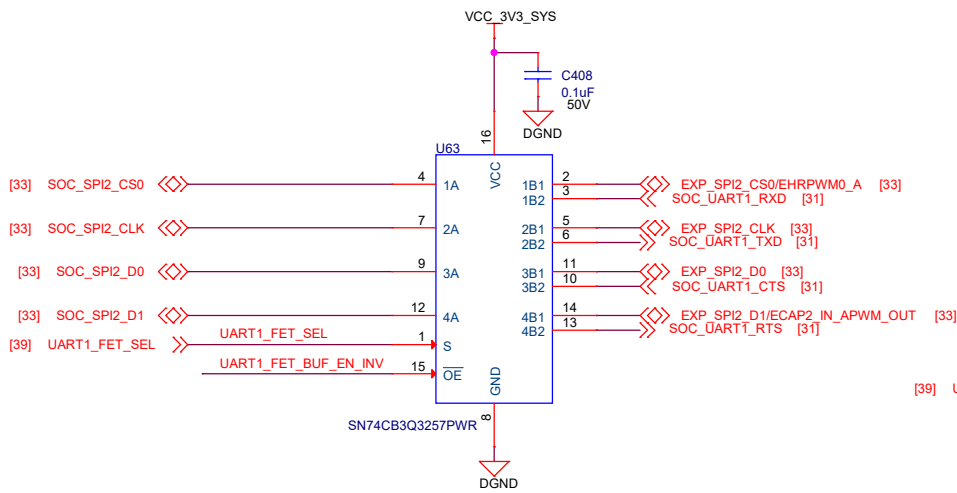 VCC_3V3_SYS
C408
0.1uF
50V
DGND
16
U63
VCC
[33] SOC_SPI2_CS0 4 1A 1B1 2 EXP_SPI2_CS0/EHRPWM0_A [33]
1B2 3 SOC_UART1_RXD [31]
[33] SOC_SPI2_CLK 7 2A 2B1 5 EXP_SPI2_CLK [33]
2B2 6 SOC_UART1_TXD [31]
[33] SOC_SPI2_D0 9 3A 3B1 11 EXP_SPI2_D0 [33]
3B2 10 SOC_UART1_CTS [31]
[33] SOC_SPI2_D1 12 4A 4B1 14 EXP_SPI2_D1/ECAP2_IN_APWM_OUT [33]
4B2 13 SOC_UART1_RTS [31]
[39] UART1_FET_SEL UART1_FET_SEL 1 S
UART1_FET_BUF_EN_INV 15 OE
GND
[39] U
SN74CB3Q3257PWR
8
DGND